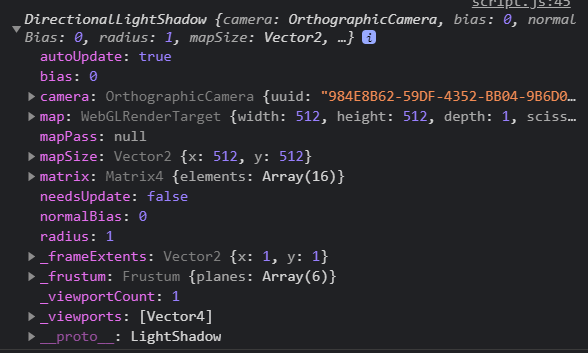 script.js:45
DirectionalLightShadow {camera: OrthographicCamera, bias: 0, normal
Bias: 0, radius: 1, mapSize: Vector2, …} i
autoUpdate: true
bias: 0
camera: OrthographicCamera {uuid: "984E8B62-59DF-4352-BB04-9B6D0…
map: WebGLRenderTarget {width: 512, height: 512, depth: 1, sciss…
mapPass: null
mapSize: Vector2 {x: 512, y: 512}
matrix: Matrix4 {elements: Array(16)}
needsUpdate: false
normalBias: 0
radius: 1
_frameExtents: Vector2 {x: 1, y: 1}
_frustum: Frustum {planes: Array(6)}
_viewportCount: 1
_viewports: [Vector4]
__proto__: LightShadow